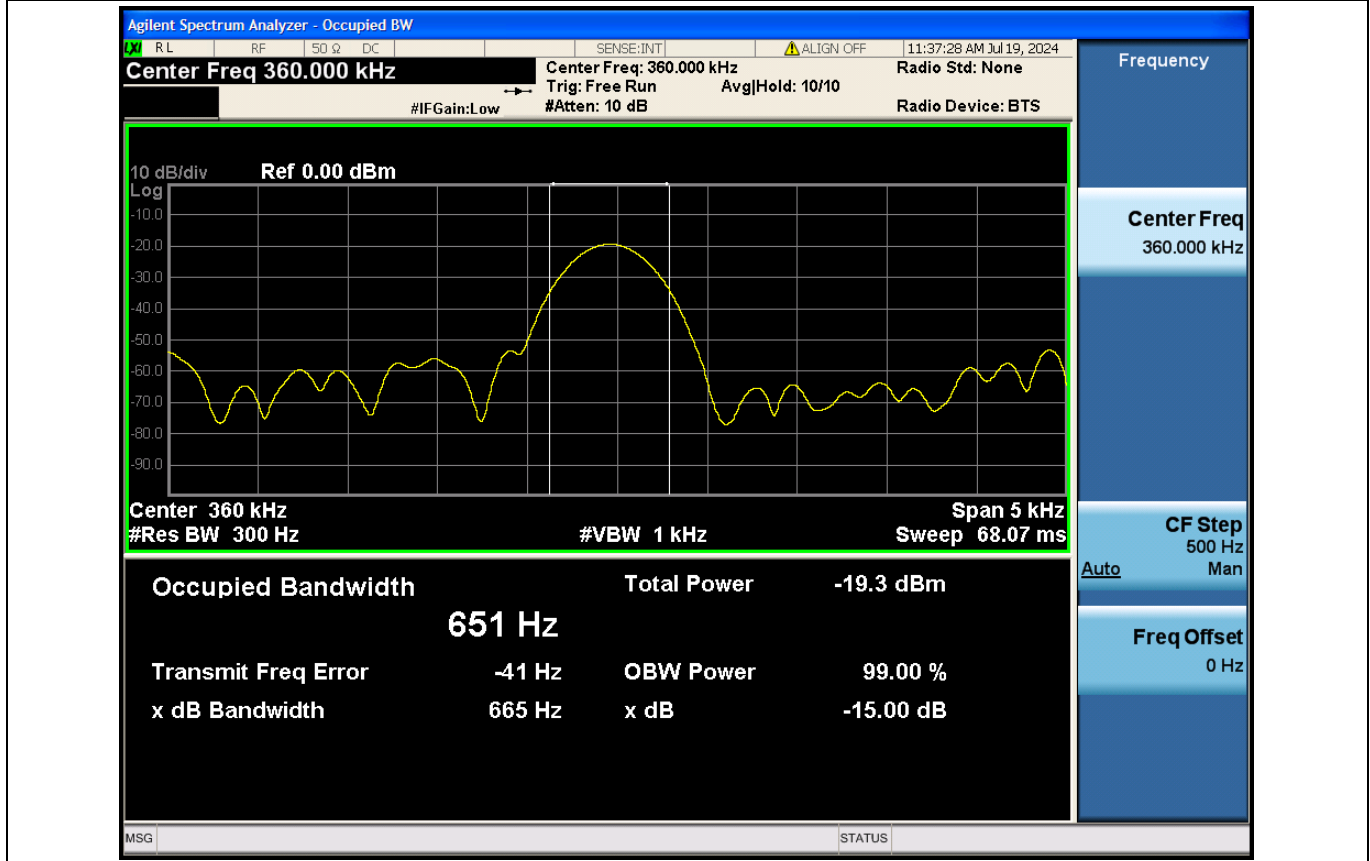 Agilent Spectrum Analyzer - Occupied BW
LXI RL RF 50 Ω DC SENSE:INT ALIGN OFF 11:37:28 AM Jul 19, 2024
Center Freq 360.000 kHz
Center Freq: 360.000 kHz
Radio Std: None
Trig: Free Run Avg|Hold: 10/10
#IFGain:Low
#Atten: 10 dB
Radio Device: BTS
10 dB/div Ref 0.00 dBm
Log
-10.0
-20.0
-30.0
-40.0
-50.0
-60.0
-70.0
-80.0
-90.0
Center 360 kHz Span 5 kHz
#Res BW 300 Hz #VBW 1 kHz Sweep 68.07 ms
Occupied Bandwidth Total Power -19.3 dBm
651 Hz
Transmit Freq Error -41 Hz OBW Power 99.00 %
x dB Bandwidth 665 Hz x dB -15.00 dB
MSG STATUS
Frequency
Center Freq
360.000 kHz
CF Step
500 Hz
Auto Man
Freq Offset
0 Hz